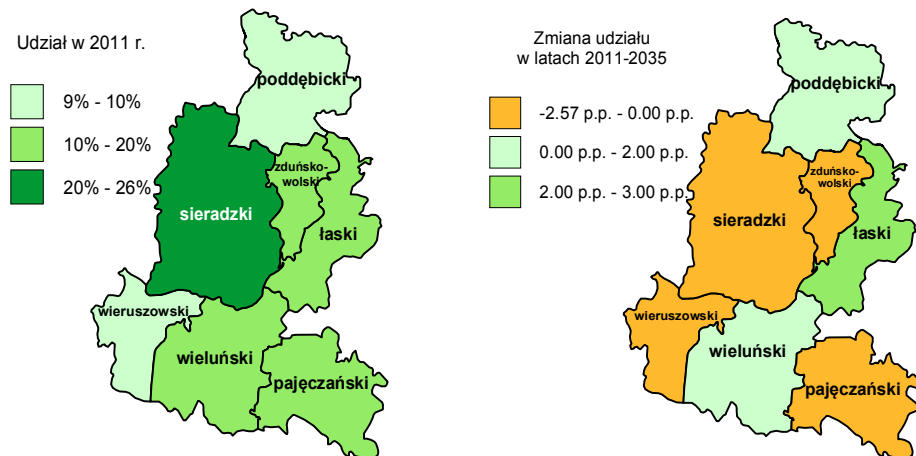 Udział w 2011 r.
9% - 10%
10% - 20%
20% - 26%
poddębicki
zduńsko-
wolski
sieradzki
łaski
wieruszowski
wieluński
pajęczański
Zmiana udziału
w latach 2011-2035
-2.57 p.p. - 0.00 p.p.
0.00 p.p. - 2.00 p.p.
2.00 p.p. - 3.00 p.p.
poddębicki
zduńsko-
wolski
sieradzki
łaski
wieruszowski
wieluński
pajęczański